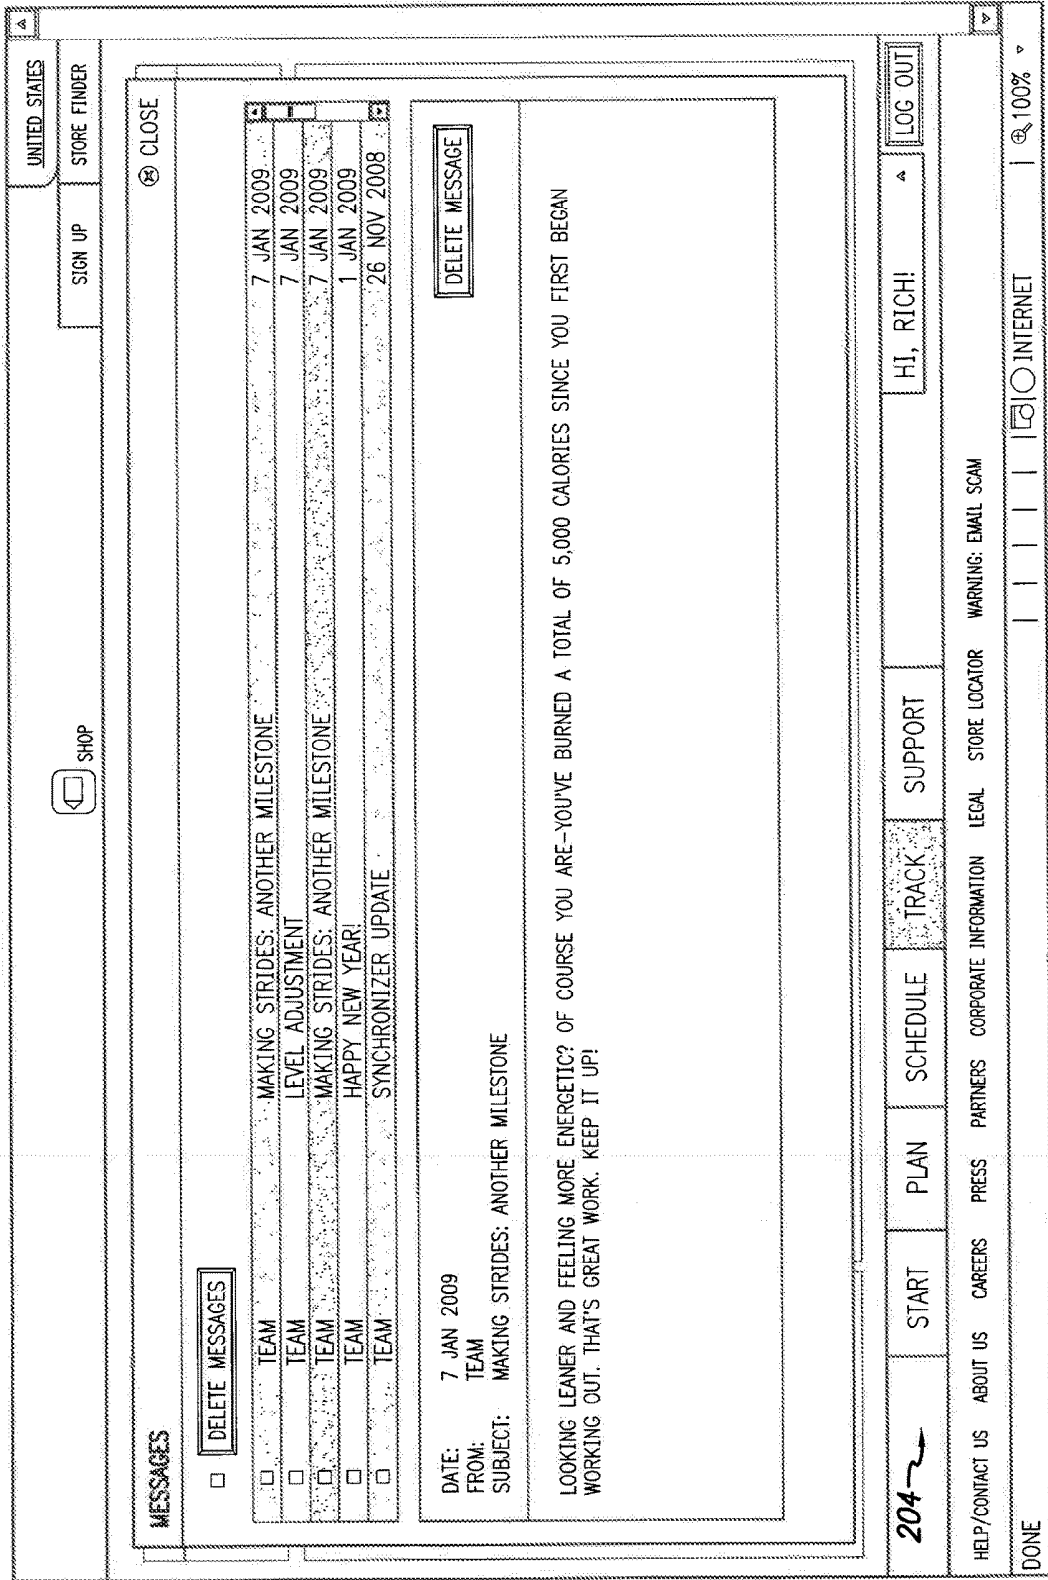 UNITED STATES
SHOP
SIGN UP STORE FINDER
MESSAGES CLOSE
DELETE MESSAGES
TEAM MAKING STRIDES: ANOTHER MILESTONE 7 JAN 2009
TEAM LEVEL ADJUSTMENT 7 JAN 2009
TEAM MAKING STRIDES: ANOTHER MILESTONE 7 JAN 2009
TEAM HAPPY NEW YEAR! 1 JAN 2009
TEAM SYNCHRONIZER UPDATE 26 NOV 2008
DELETE MESSAGE
DATE: 7 JAN 2009
FROM: TEAM
SUBJECT: MAKING STRIDES: ANOTHER MILESTONE
LOOKING LEANER AND FEELING MORE ENERGETIC? OF COURSE YOU ARE-YOU'VE BURNED A TOTAL OF 5,000 CALORIES SINCE YOU FIRST BEGAN
WORKING OUT. THAT'S GREAT WORK. KEEP IT UP!
204 START PLAN SCHEDULE TRACK SUPPORT HI, RICH! LOG OUT
HELP/CONTACT US ABOUT US CAREERS PRESS PARTNERS CORPORATE INFORMATION LEGAL STORE LOCATOR WARNING: EMAIL SCAM
DONE INTERNET 100%